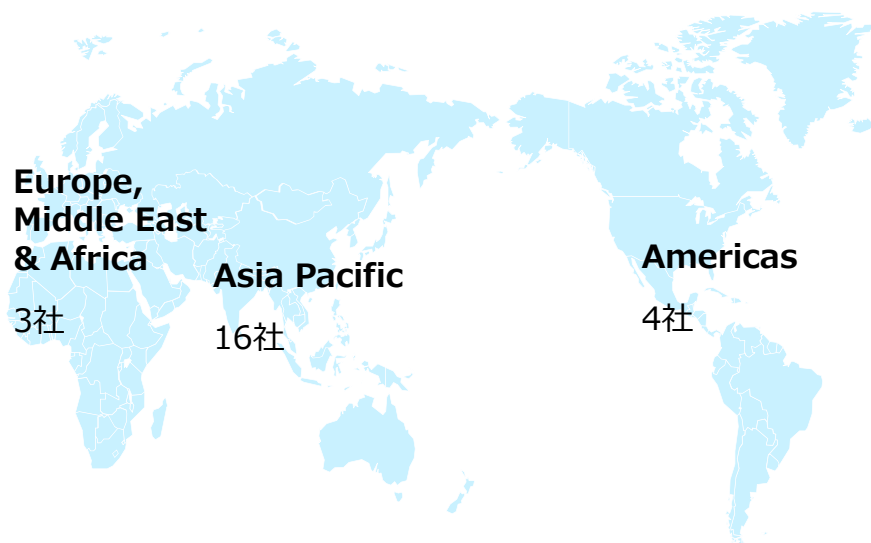 Europe,
Middle East
& Africa
3社
Asia Pacific
16社
Americas
4社